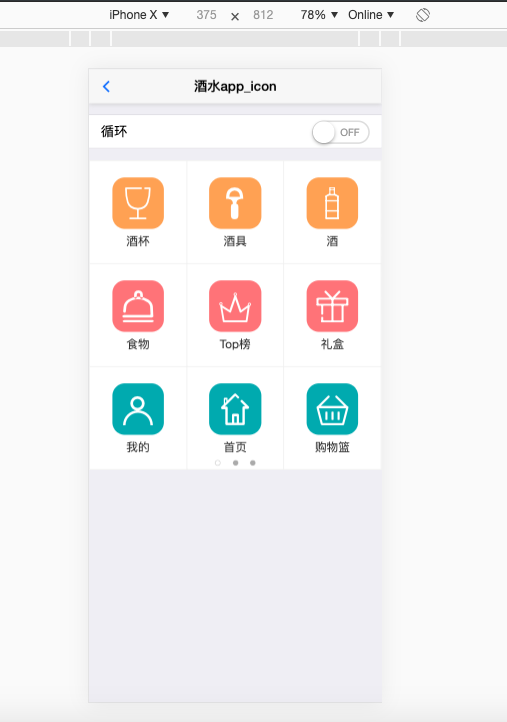 iPhone X ▼ 375 × 812 78% ▼ Online ▼
酒水app_icon
循环 OFF
酒杯 酒具 酒
食物 Top榜 礼盒
我的 首页 购物篮